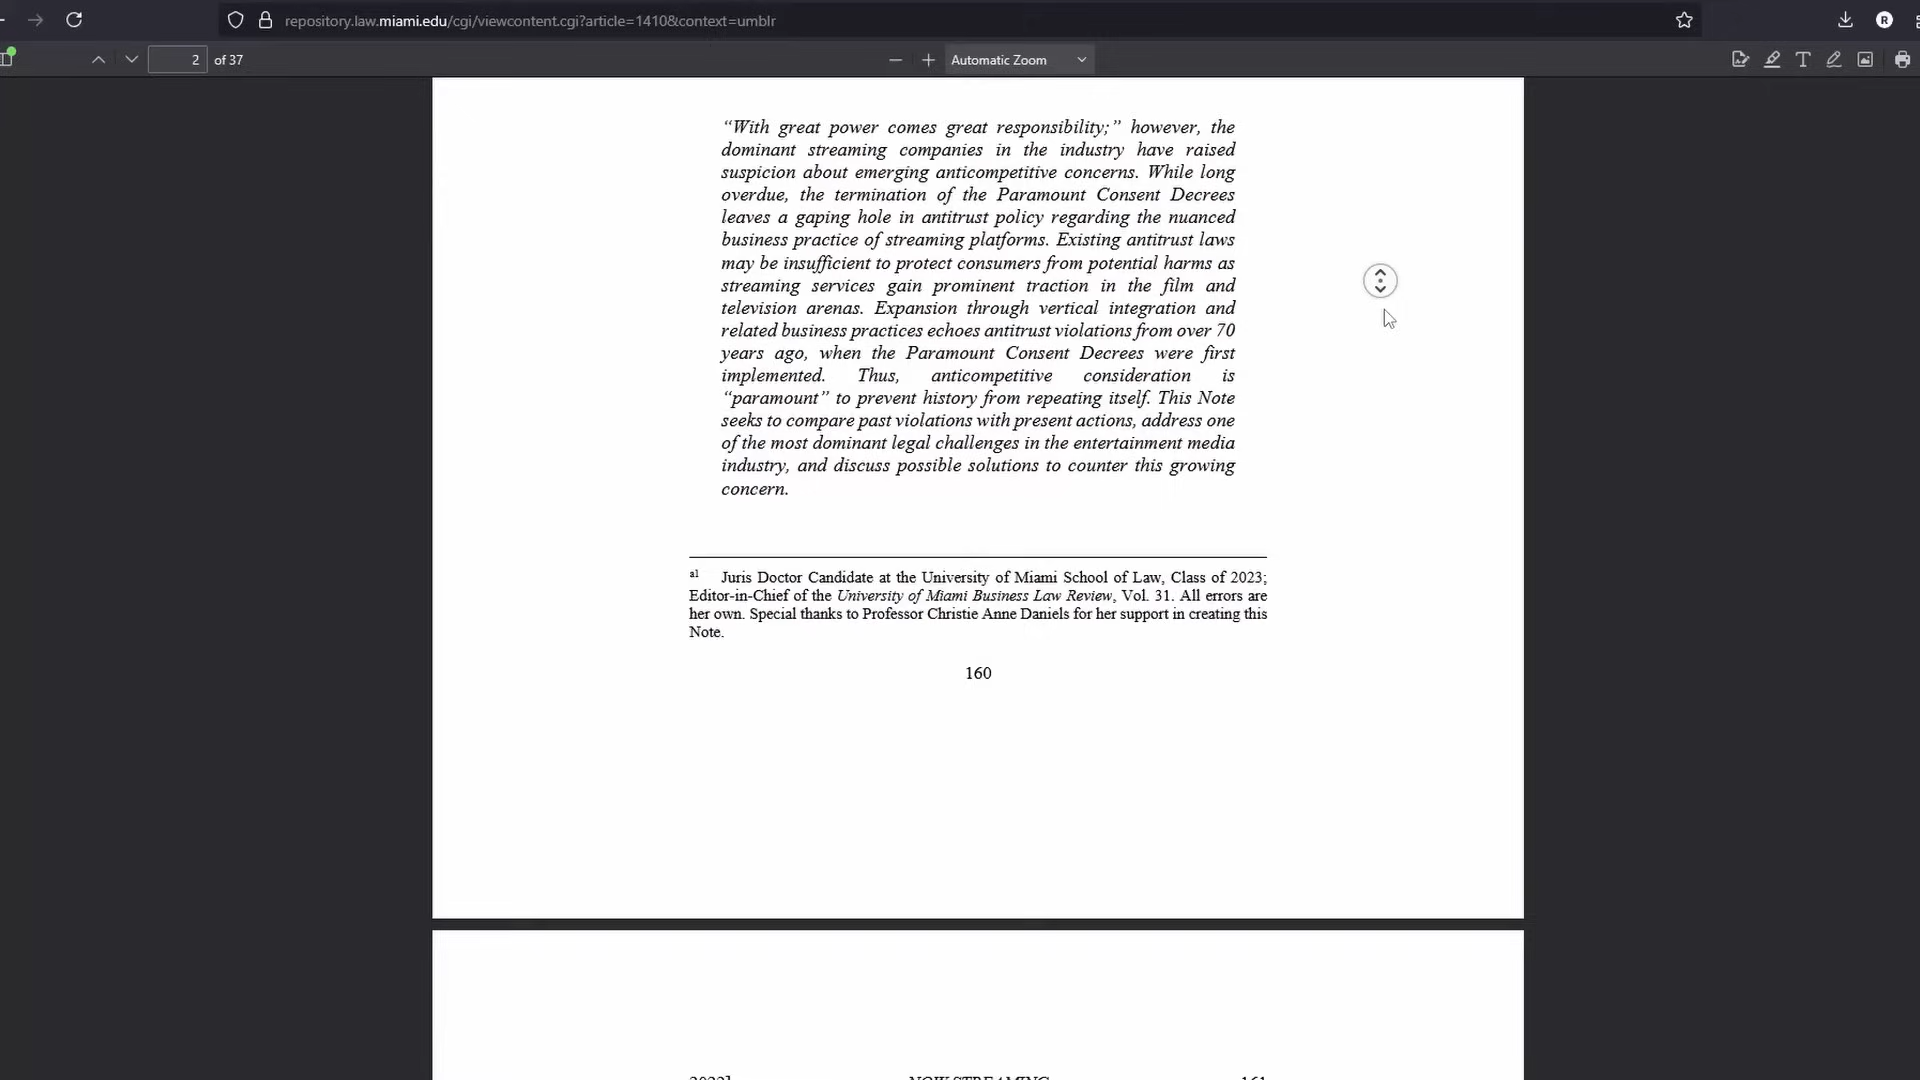 repository.law.miami.edu/cgi/viewcontent.cgi?article=1410&context=umblr
R
2 of 37
Automatic Zoom
“With great power comes great responsibility;” however, the
dominant streaming companies in the industry have raised
suspicion about emerging anticompetitive concerns. While long
overdue, the termination of the Paramount Consent Decrees
leaves a gaping hole in antitrust policy regarding the nuanced
business practice of streaming platforms. Existing antitrust laws
may be insufficient to protect consumers from potential harms as
streaming services gain prominent traction in the film and
television arenas. Expansion through vertical integration and
related business practices echoes antitrust violations from over 70
years ago, when the Paramount Consent Decrees were first
implemented. Thus, anticompetitive consideration is
“paramount” to prevent history from repeating itself. This Note
seeks to compare past violations with present actions, address one
of the most dominant legal challenges in the entertainment media
industry, and discuss possible solutions to counter this growing
concern.
a1 Juris Doctor Candidate at the University of Miami School of Law, Class of 2023;
Editor-in-Chief of the University of Miami Business Law Review, Vol. 31. All errors are
her own. Special thanks to Professor Christie Anne Daniels for her support in creating this
Note.
160
2022] NOW STREAMING 161